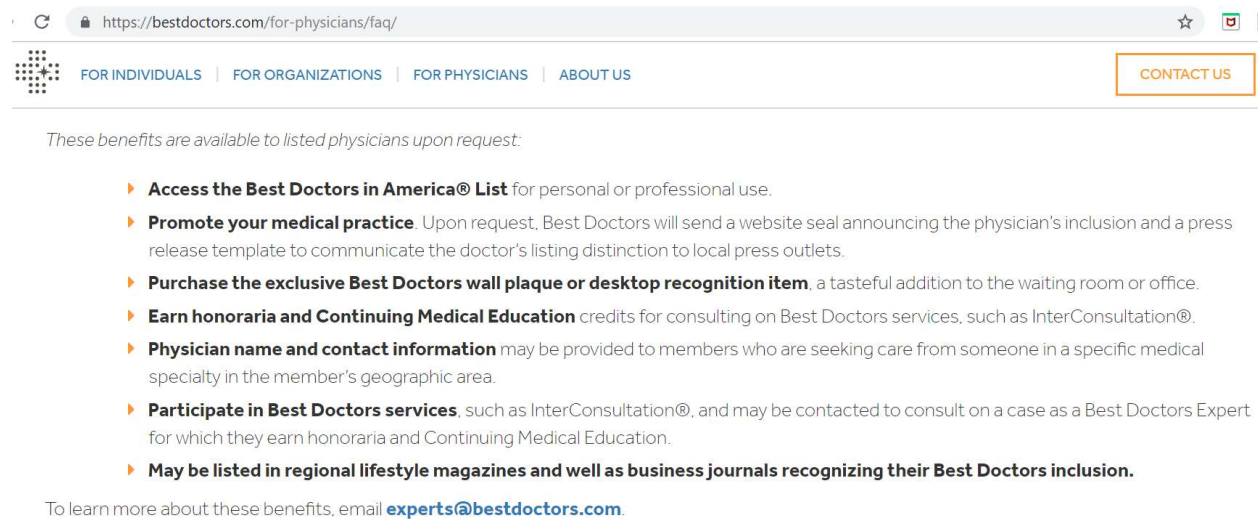 https://bestdoctors.com/for-physicians/faq/
FOR INDIVIDUALS | FOR ORGANIZATIONS | FOR PHYSICIANS | ABOUT US
CONTACT US
These benefits are available to listed physicians upon request:
Access the Best Doctors in America® List for personal or professional use.
Promote your medical practice. Upon request, Best Doctors will send a website seal announcing the physician's inclusion and a press
release template to communicate the doctor's listing distinction to local press outlets.
Purchase the exclusive Best Doctors wall plaque or desktop recognition item, a tasteful addition to the waiting room or office.
Earn honoraria and Continuing Medical Education credits for consulting on Best Doctors services, such as InterConsultation®.
Physician name and contact information may be provided to members who are seeking care from someone in a specific medical
specialty in the member's geographic area.
Participate in Best Doctors services, such as InterConsultation®, and may be contacted to consult on a case as a Best Doctors Expert
for which they earn honoraria and Continuing Medical Education.
May be listed in regional lifestyle magazines and well as business journals recognizing their Best Doctors inclusion.
To learn more about these benefits, email experts@bestdoctors.com.